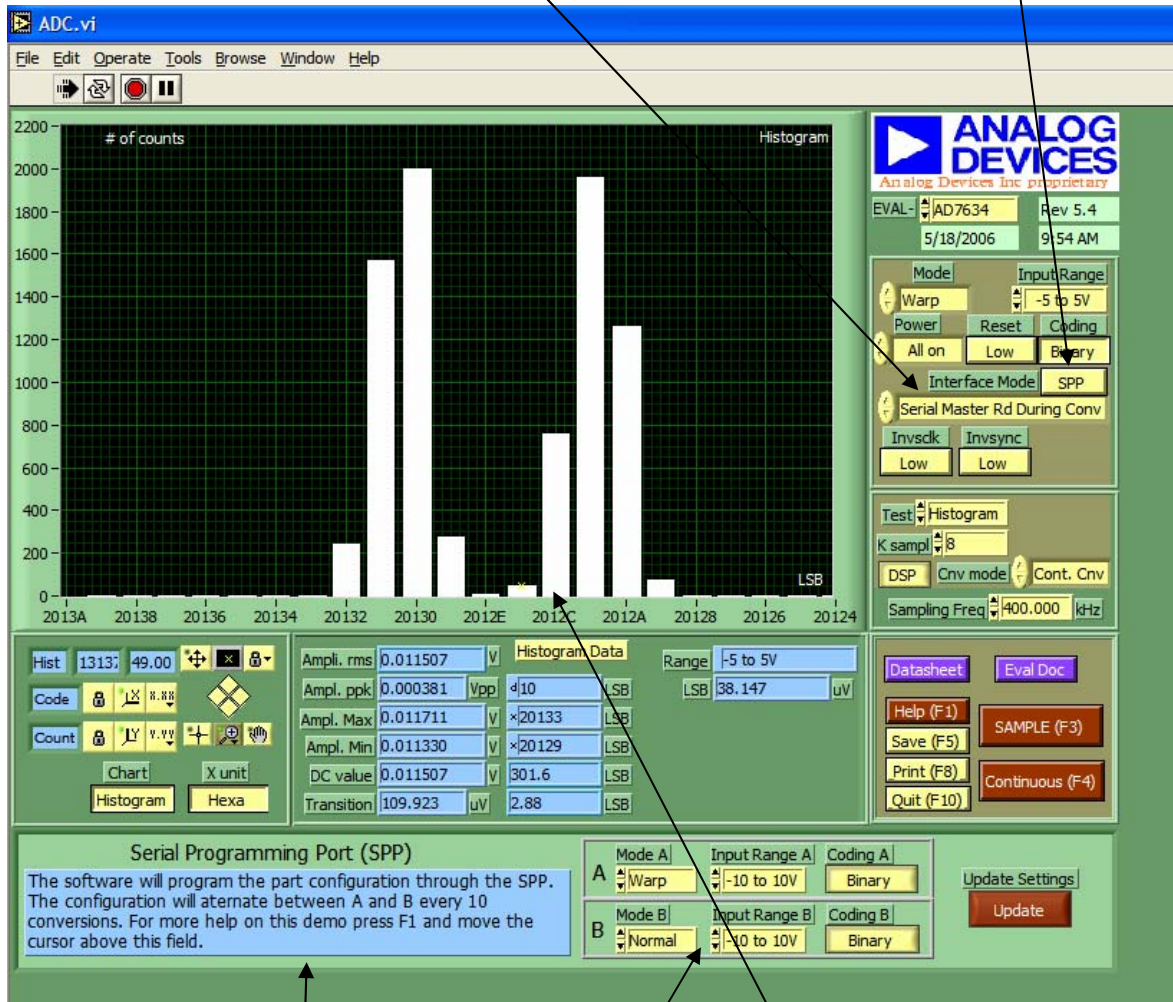 ADC.vi
File Edit Operate Tools Browse Window Help
2200
# of counts
Histogram
2000
1800
1600
1400
1200
1000
800
600
400
200
0
LSB
2013A 20138 20136 20134 20132 20130 2012E 2012C 2012A 20128 20126 20124
ANALOG
DEVICES
Analog Devices Inc proprietary
EVAL- AD7634 Rev 5.4
5/18/2006 9:54 AM
Mode Input Range
Warp -5 to 5V
Power Reset Coding
All on Low Binary
Interface Mode SPP
Serial Master Rd During Conv
Invsclk Invsync
Low Low
Test Histogram
K sampl 8
DSP Cnv mode Cont. Cnv
Sampling Freq 400.000 kHz
Hist 13137 49.00
Code X X.XX
Count Y Y.YY
Chart X unit
Histogram Hexa
Histogram Data
Ampli. rms 0.011507 V
Ampl. ppk 0.000381 Vpp d 10 LSB
Ampl. Max 0.011711 V x 20133 LSB
Ampl. Min 0.011330 V x 20129 LSB
DC value 0.011507 V 301.6 LSB
Transition 109.923 uV 2.88 LSB
Range -5 to 5V
LSB 38.147 uV
Datasheet Eval Doc
Help (F1)
Save (F5)
Print (F8)
Quit (F10)
SAMPLE (F3)
Continuous (F4)
Serial Programming Port (SPP)
The software will program the part configuration through the SPP.
The configuration will aternate between A and B every 10
conversions. For more help on this demo press F1 and move the
cursor above this field.
A Mode A Input Range A Coding A
Warp -10 to 10V Binary
B Mode B Input Range B Coding B
Normal -10 to 10V Binary
Update Settings
Update